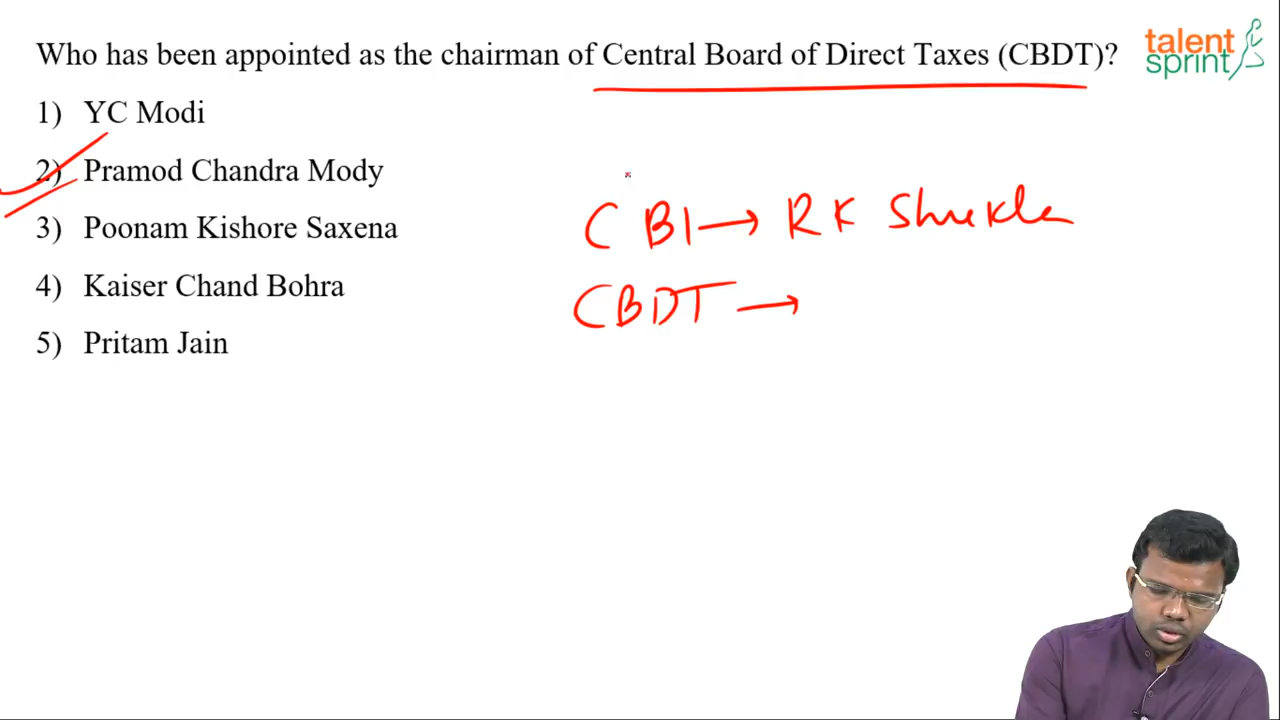 Who has been appointed as the chairman of Central Board of Direct Taxes (CBDT)?
talent
sprint
1) YC Modi
2) Pramod Chandra Mody
3) Poonam Kishore Saxena
4) Kaiser Chand Bohra
5) Pritam Jain
CBI → RK Shukla
CBDT →